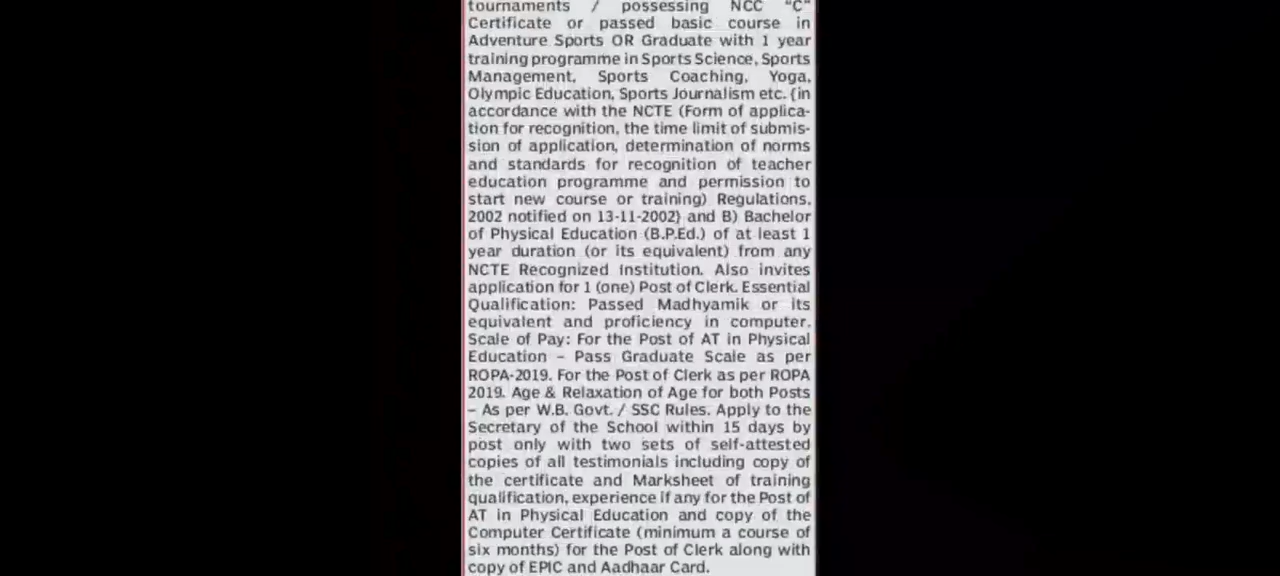 tournaments / possessing NCC "C"
Certificate or passed basic course in
Adventure Sports OR Graduate with 1 year
training programme in Sports Science, Sports
Management, Sports Coaching, Yoga,
Olympic Education, Sports Journalism etc. {in
accordance with the NCTE (Form of applica-
tion for recognition, the time limit of submis-
sion of application, determination of norms
and standards for recognition of teacher
education programme and permission to
start new course or training) Regulations,
2002 notified on 13-11-2002} and B) Bachelor
of Physical Education (B.P.Ed.) of at least 1
year duration (or its equivalent) from any
NCTE Recognized Institution. Also invites
application for 1 (one) Post of Clerk. Essential
Qualification: Passed Madhyamik or its
equivalent and proficiency in computer.
Scale of Pay: For the Post of AT in Physical
Education – Pass Graduate Scale as per
ROPA-2019. For the Post of Clerk as per ROPA
2019. Age & Relaxation of Age for both Posts
– As per W.B. Govt. / SSC Rules. Apply to the
Secretary of the School within 15 days by
post only with two sets of self-attested
copies of all testimonials including copy of
the certificate and Marksheet of training
qualification, experience if any for the Post of
AT in Physical Education and copy of the
Computer Certificate (minimum a course of
six months) for the Post of Clerk along with
copy of EPIC and Aadhaar Card.